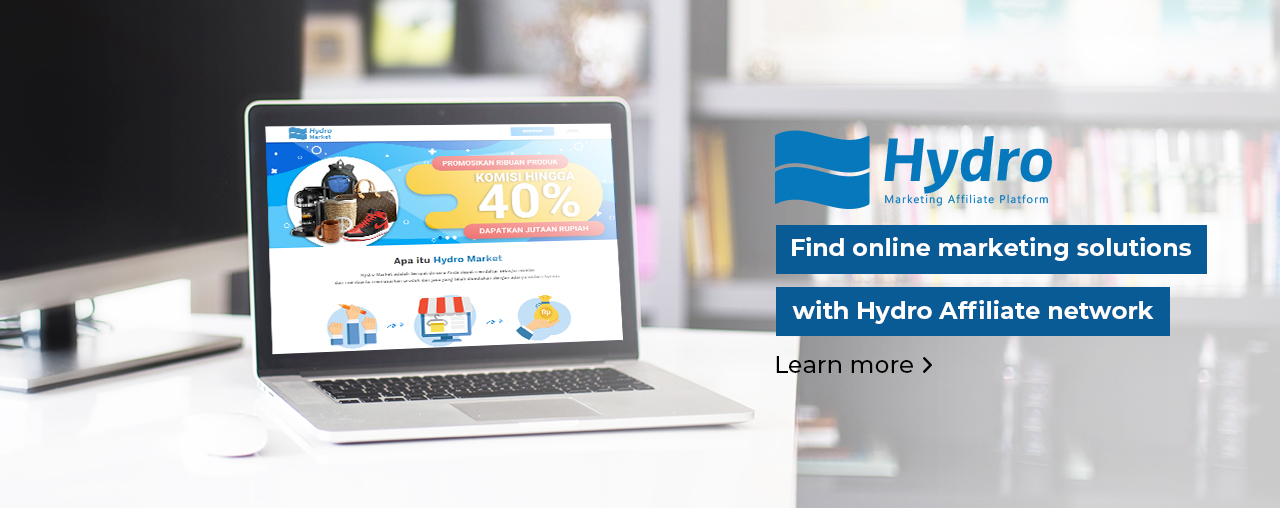 Hydro
Market
PROMOSIKAN RIBUAN PRODUK
KOMISI HINGGA
40%
DAPATKAN JUTAAN RUPIAH
Apa itu Hydro Market
Rp
Hydro
Marketing Affiliate Platform
Find online marketing solutions
with Hydro Affiliate network
Learn more